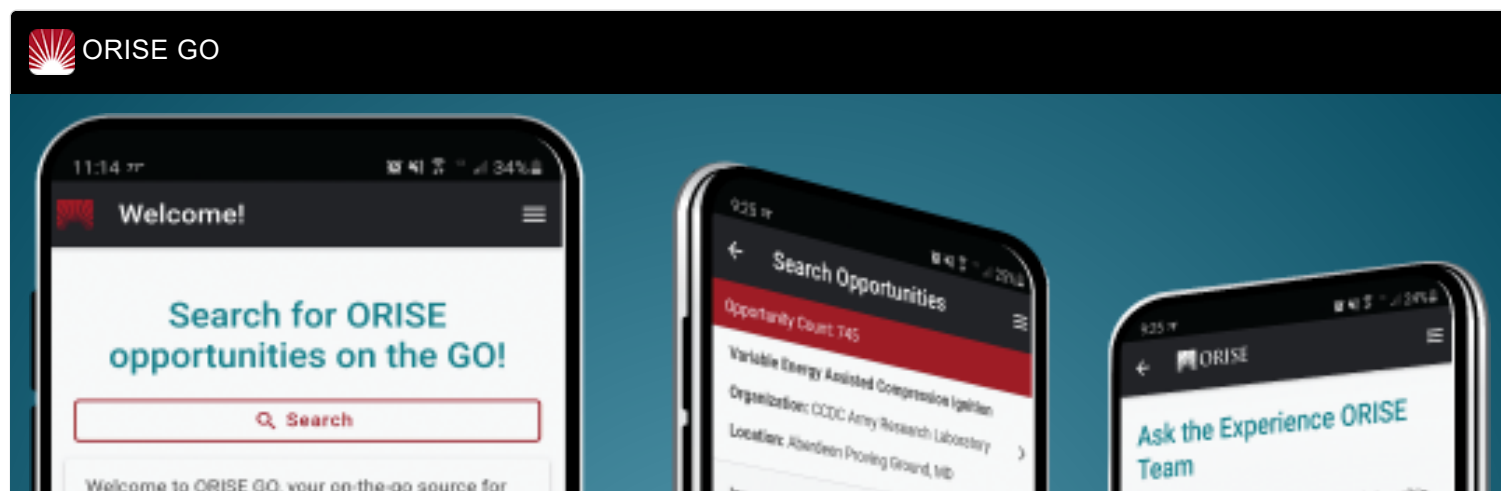 ORISE GO
11:14
34%
Welcome!
Search for ORISE
opportunities on the GO!
Search
Welcome to ORISE GO, your on-the-go source for
9:25
Search Opportunities
Opportunity Count: 745
Variable Energy Assisted Compression Ignition
Organization: CCDC Army Research Laboratory
Location: Aberdeen Proving Ground, MD
9:25
ORISE
Ask the Experience ORISE
Team